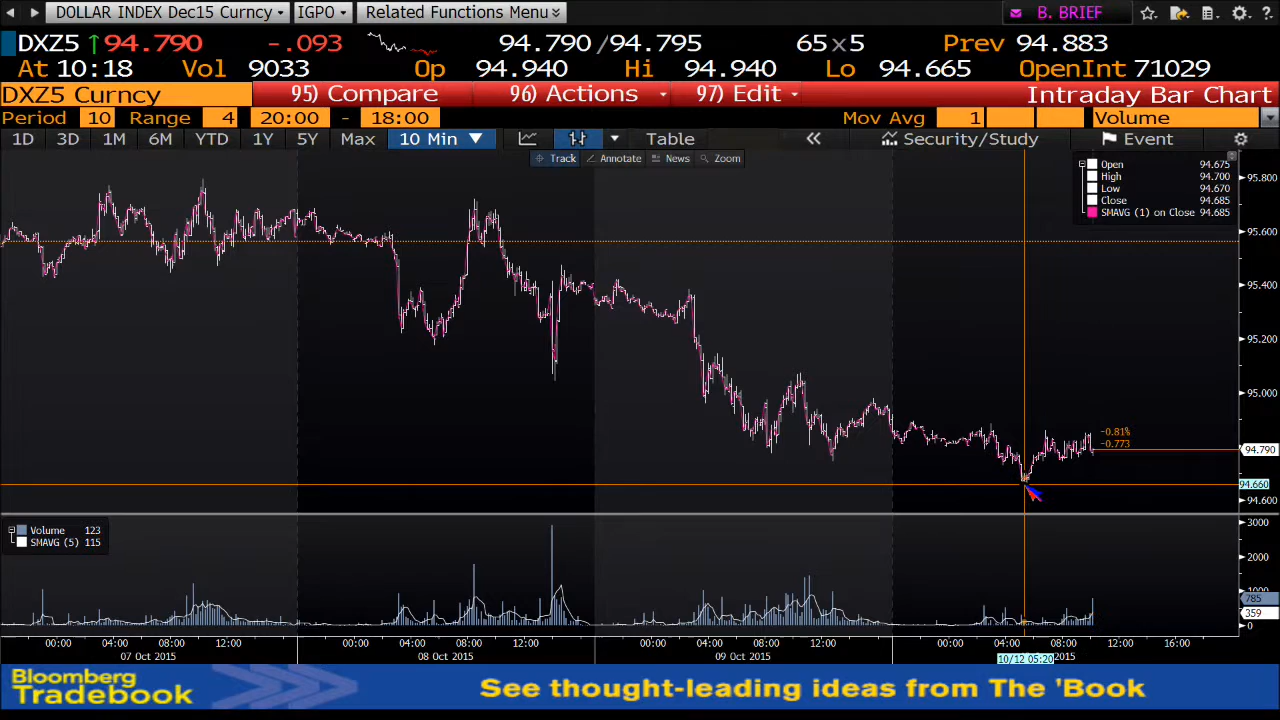 DOLLAR INDEX Dec15 Curncy IGPO Related Functions Menu B. BRIEF
DXZ5 ↑94.790 -.093 94.790/94.795 65x5 Prev 94.883
At 10:18 Vol 9033 Op 94.940 Hi 94.940 Lo 94.665 OpenInt 71029
DXZ5 Curncy 95) Compare 96) Actions 97) Edit Intraday Bar Chart
Period 10 Range 4 20:00 - 18:00 Mov Avg 1 Volume
1D 3D 1M 6M YTD 1Y 5Y Max 10 Min Table Security/Study Event
Track Annotate News Zoom
Open 94.675
High 94.700
Low 94.670
Close 94.685
SMAVG (1) on Close 94.685
95.800
95.600
95.400
95.200
95.000
-0.81%
-0.773
94.790
94.660
94.600
Volume 123
SMAVG (5) 115
3000
2000
785
359
0
00:00 04:00 08:00 12:00 00:00 04:00 08:00 12:00 00:00 04:00 08:00 12:00 00:00 04:00 08:00 12:00 16:00
07 Oct 2015 08 Oct 2015 09 Oct 2015 10/12 05:20 2015
Bloomberg
Tradebook
See thought-leading ideas from The 'Book